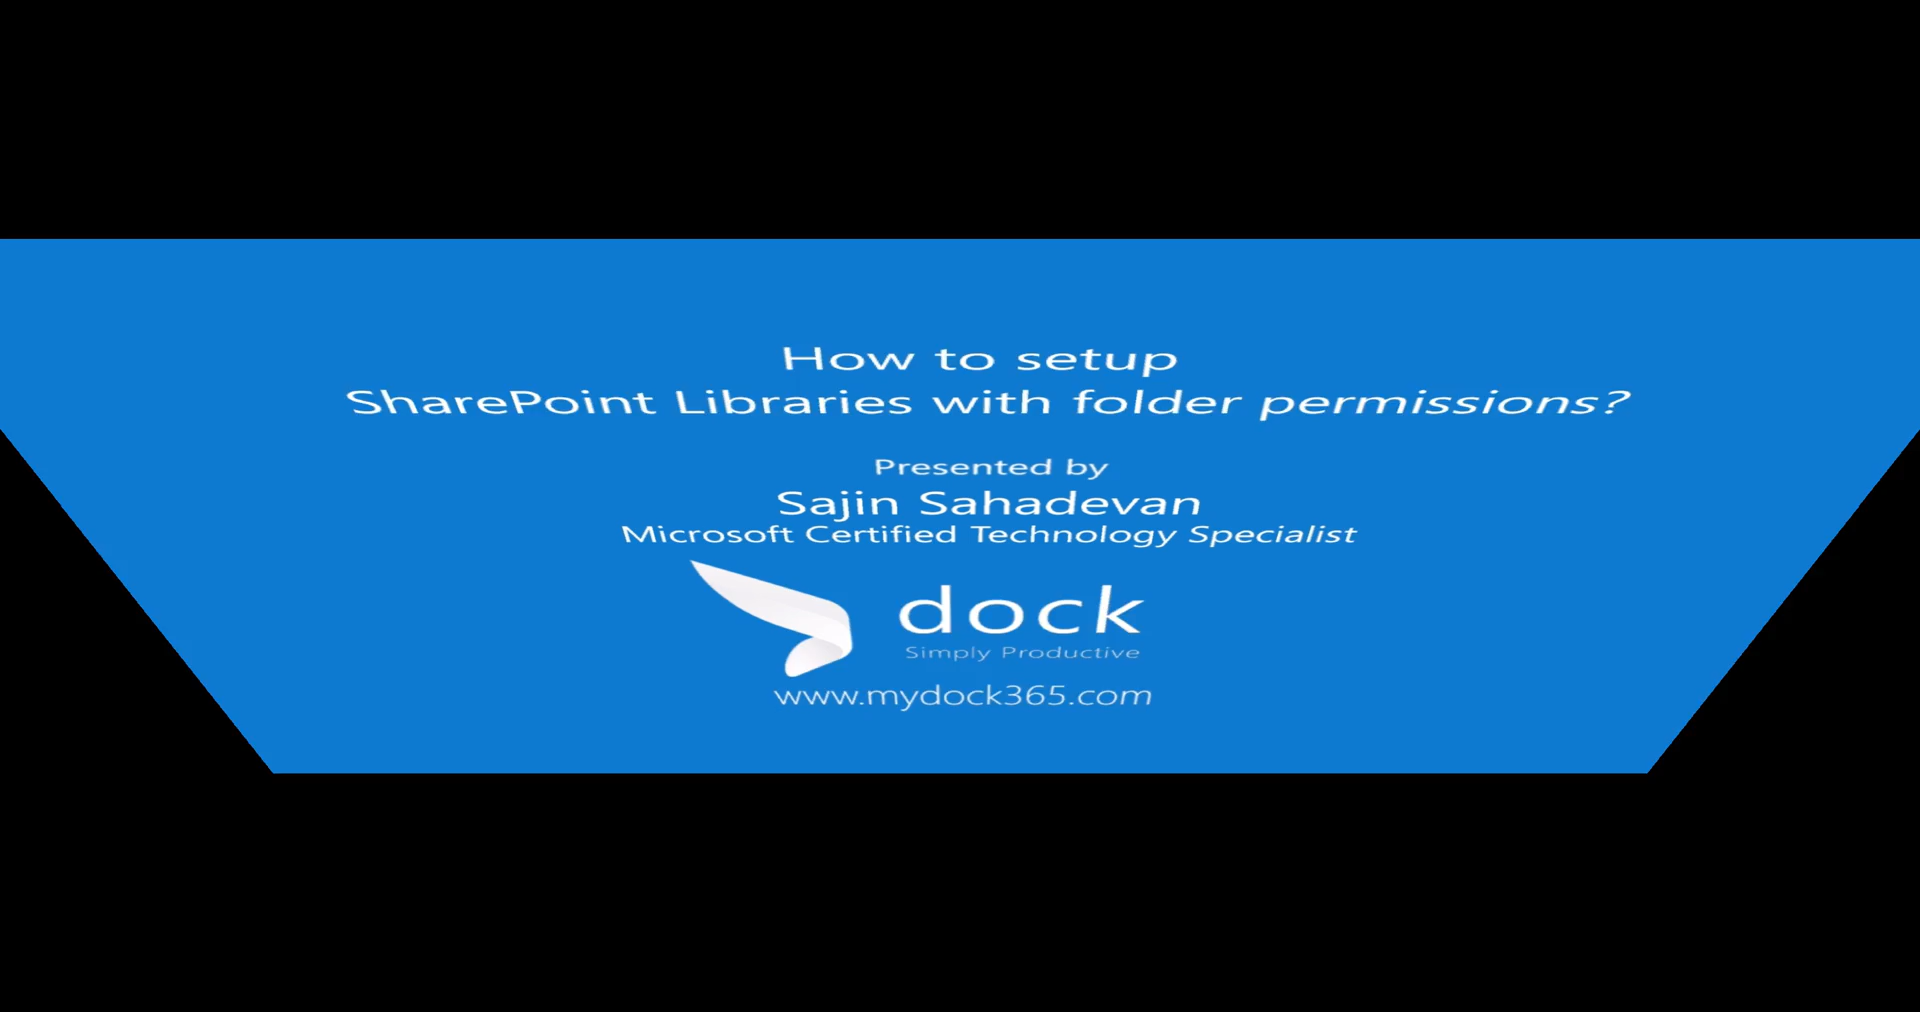 How to setup
SharePoint Libraries with folder permissions?
Presented by
Sajin Sahadevan
Microsoft Certified Technology Specialist
dock
Simply Productive
www.mydock365.com